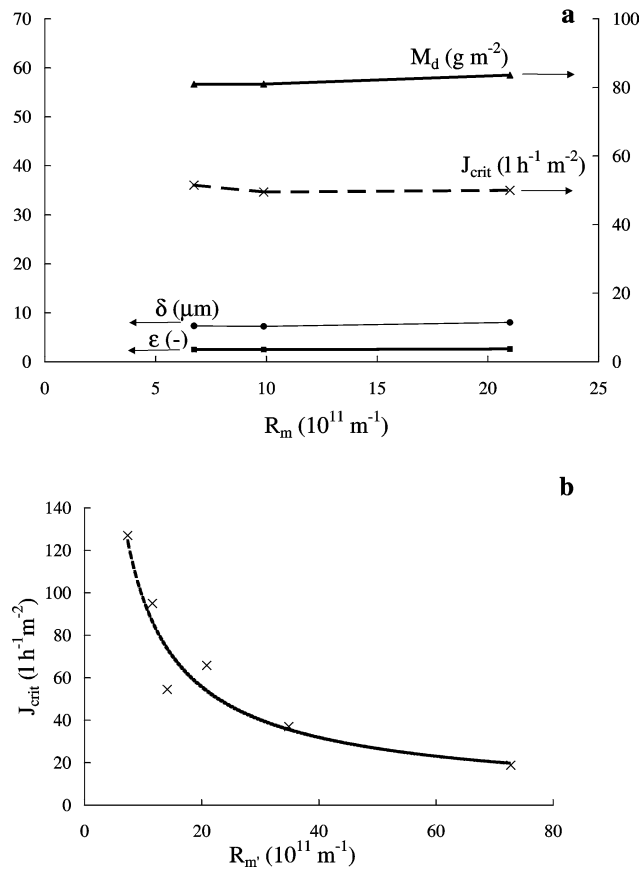 a
70
60
50
40
30
20
10
0
100
80
60
40
20
0
M_d (g m^-2)
J_crit (l h^-1 m^-2)
δ (μm)
ε (-)
0 5 10 15 20 25
R_m (10^11 m^-1)
b
140
120
100
80
60
40
20
0
J_crit (l h^-1 m^-2)
0 20 40 60 80
R_m' (10^11 m^-1)